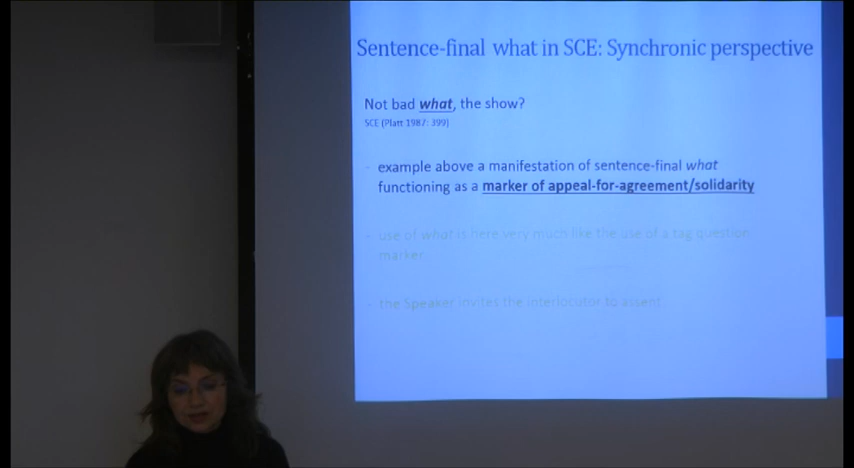 Sentence-final what in SCE: Synchronic perspective
Not bad what, the show?
SCE (Platt 1987: 399)
- example above a manifestation of sentence-final what
functioning as a marker of appeal-for-agreement/solidarity
- use of what is here very much like the use of a tag question
marker
- the Speaker invites the interlocutor to assent